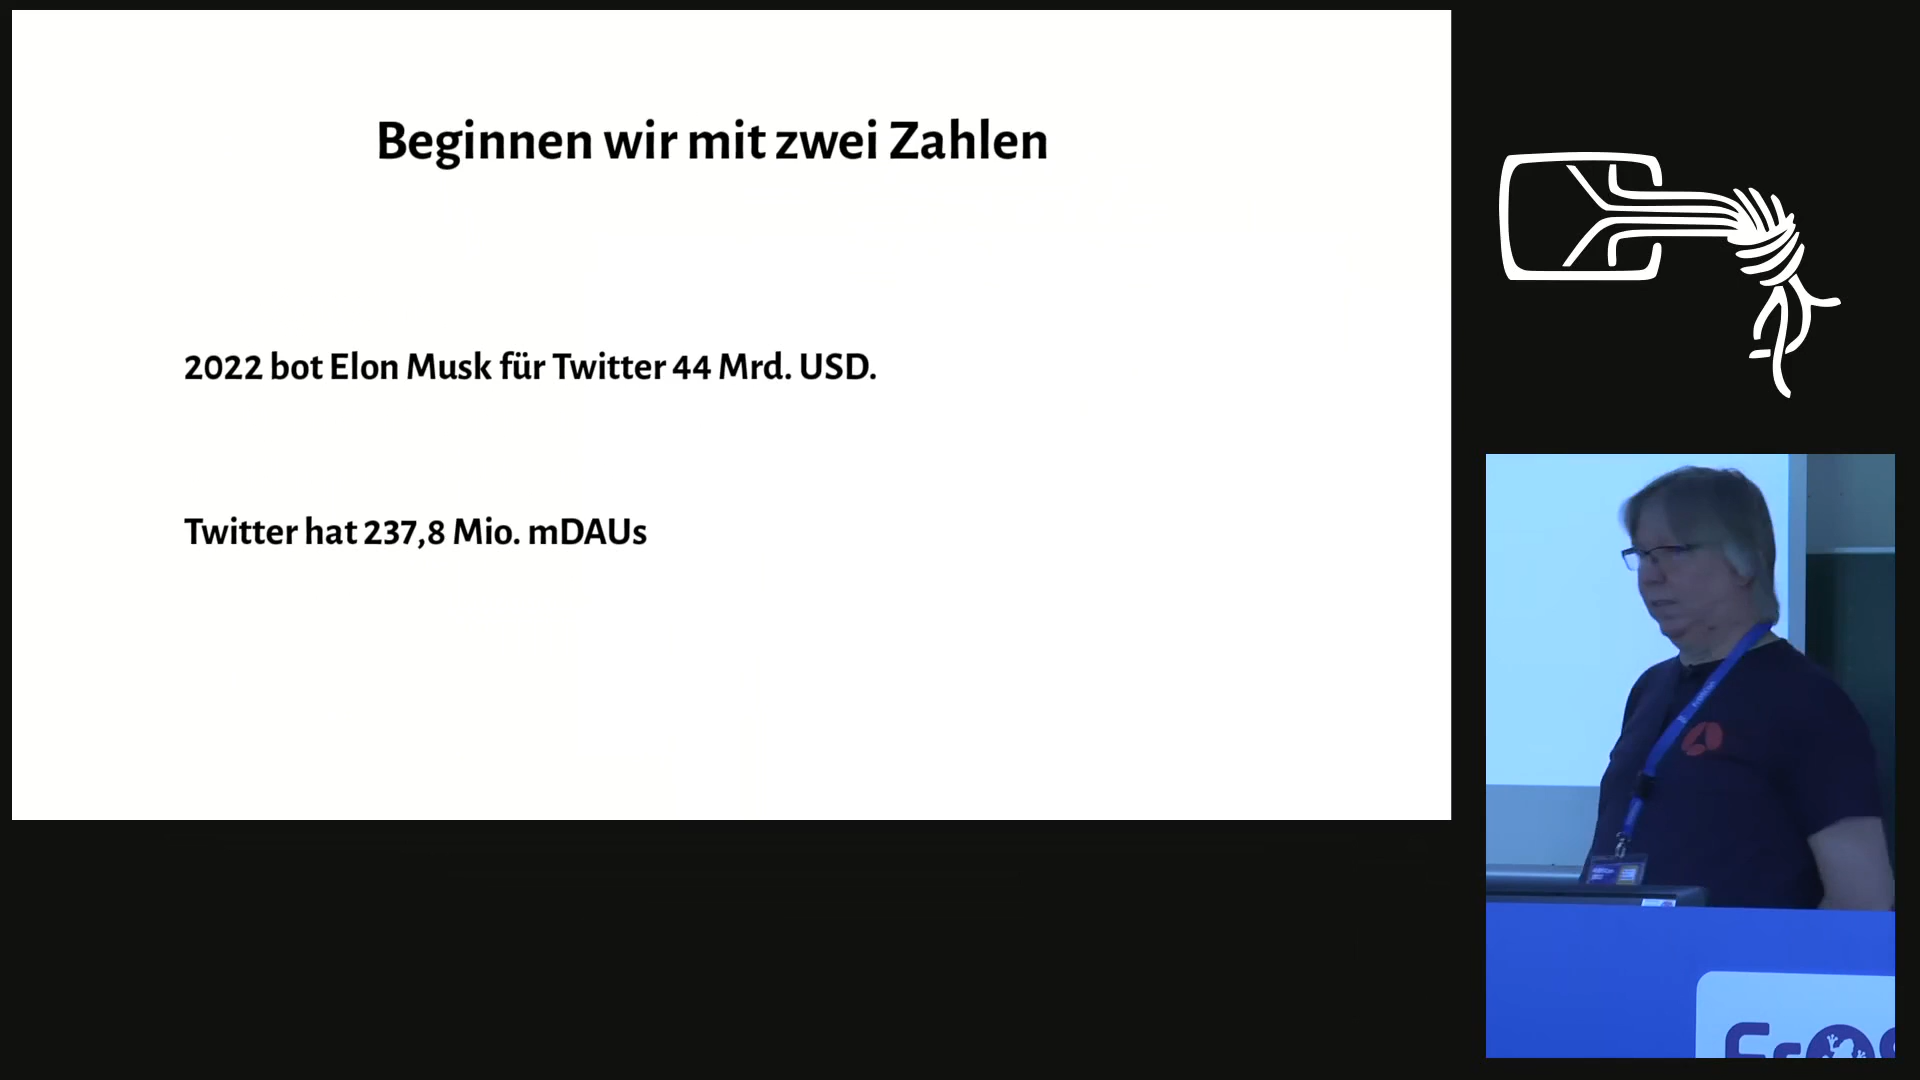 Beginnen wir mit zwei Zahlen
2022 bot Elon Musk für Twitter 44 Mrd. USD.
Twitter hat 237,8 Mio. mDAUs